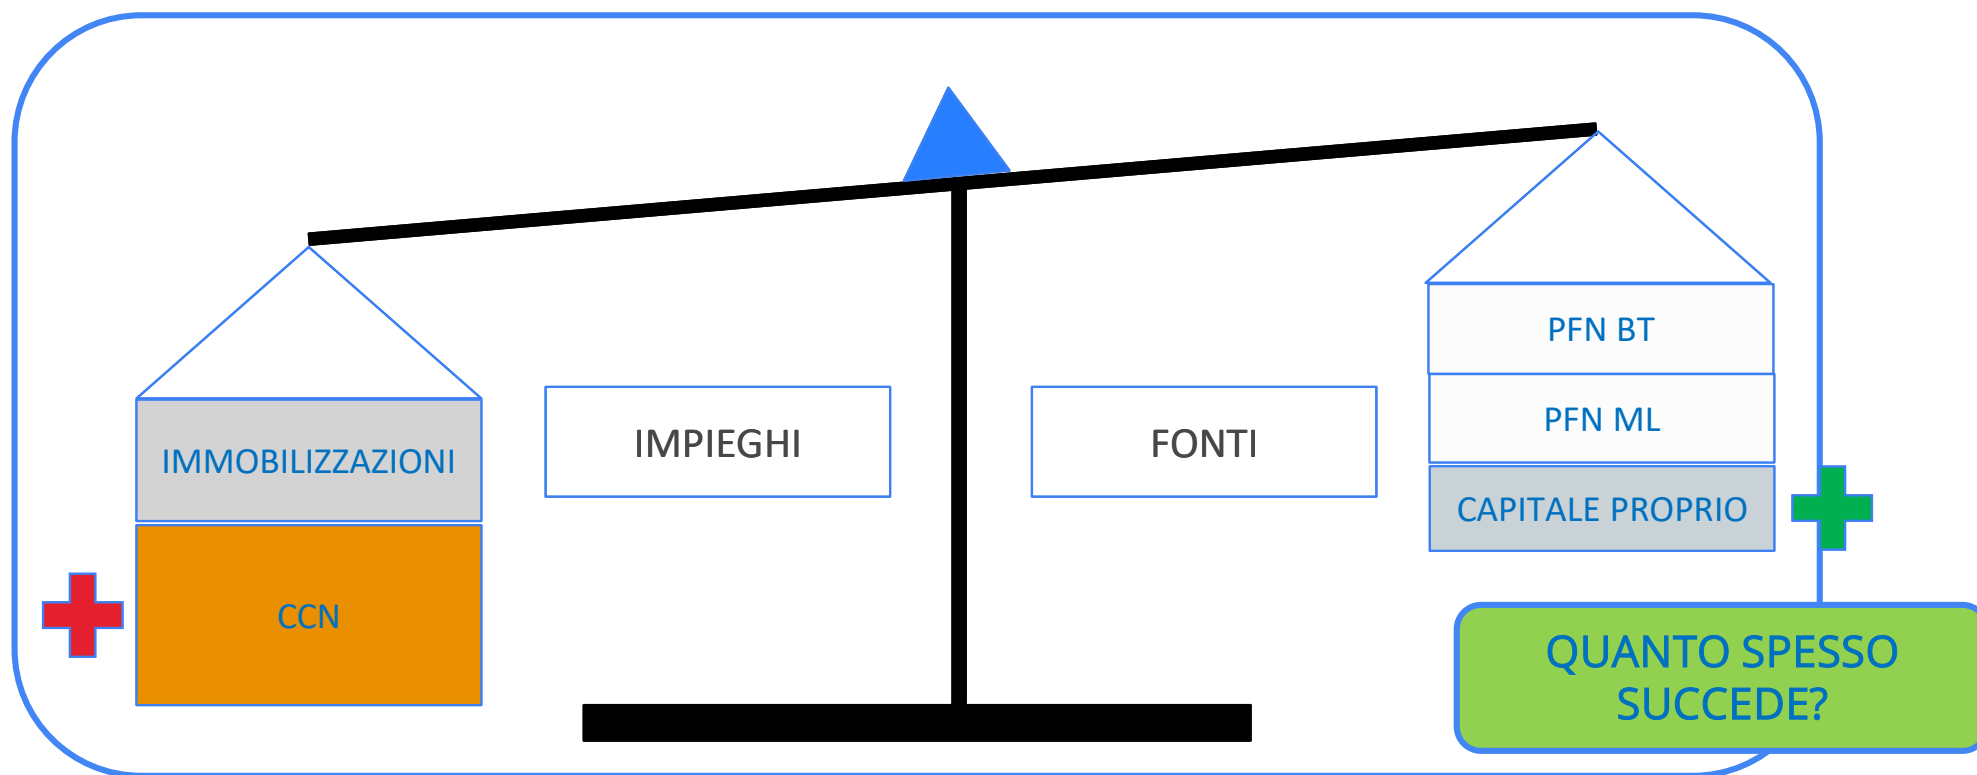 PFN BT
PFN ML
IMPIEGHI
FONTI
IMMOBILIZZAZIONI
CAPITALE PROPRIO
CCN
QUANTO SPESSO
SUCCEDE?